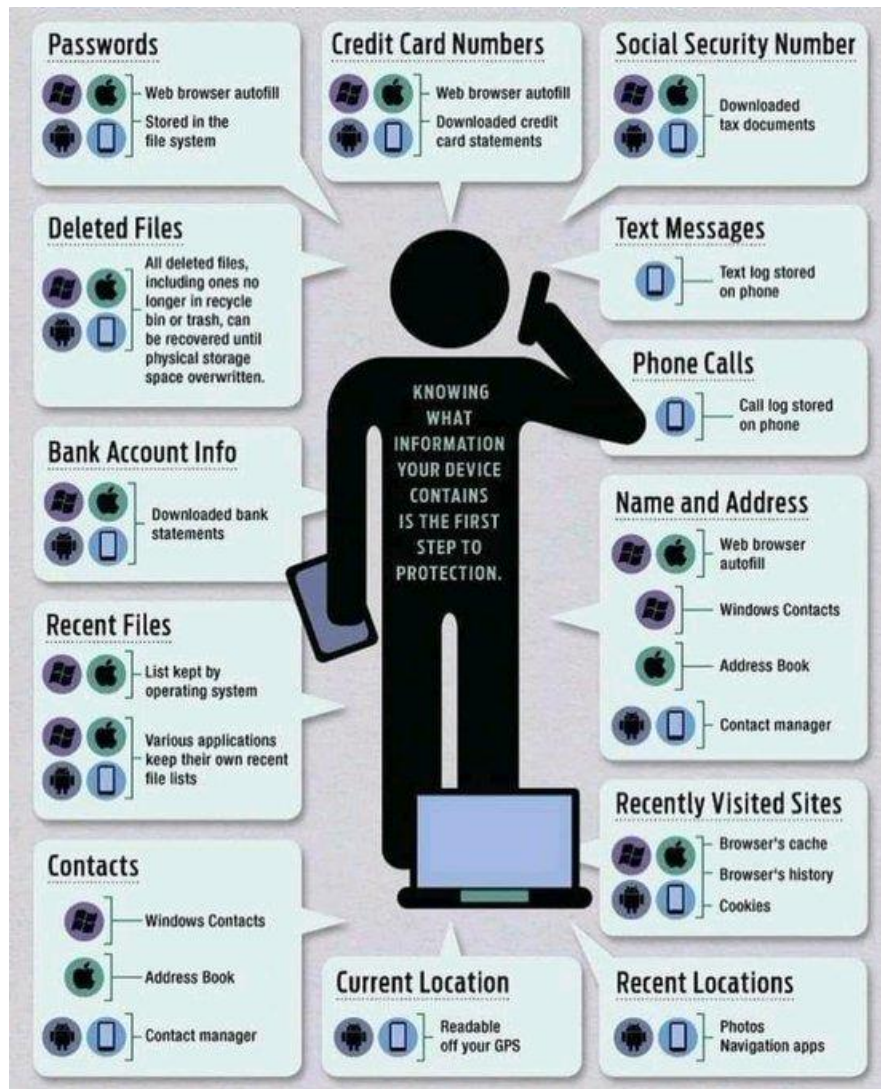 Passwords
Web browser autofill
Stored in the
file system
Credit Card Numbers
Web browser autofill
Downloaded credit
card statements
Social Security Number
Downloaded
tax documents
Deleted Files
All deleted files,
including ones no
longer in recycle
bin or trash, can
be recovered until
physical storage
space overwritten.
Text Messages
Text log stored
on phone
Phone Calls
Call log stored
on phone
KNOWING
WHAT
INFORMATION
YOUR DEVICE
CONTAINS
IS THE FIRST
STEP TO
PROTECTION.
Bank Account Info
Downloaded bank
statements
Name and Address
Web browser
autofill
Windows Contacts
Address Book
Contact manager
Recent Files
List kept by
operating system
Various applications
keep their own recent
file lists
Recently Visited Sites
Browser's cache
Browser's history
Cookies
Contacts
Windows Contacts
Address Book
Contact manager
Current Location
Readable
off your GPS
Recent Locations
Photos
Navigation apps